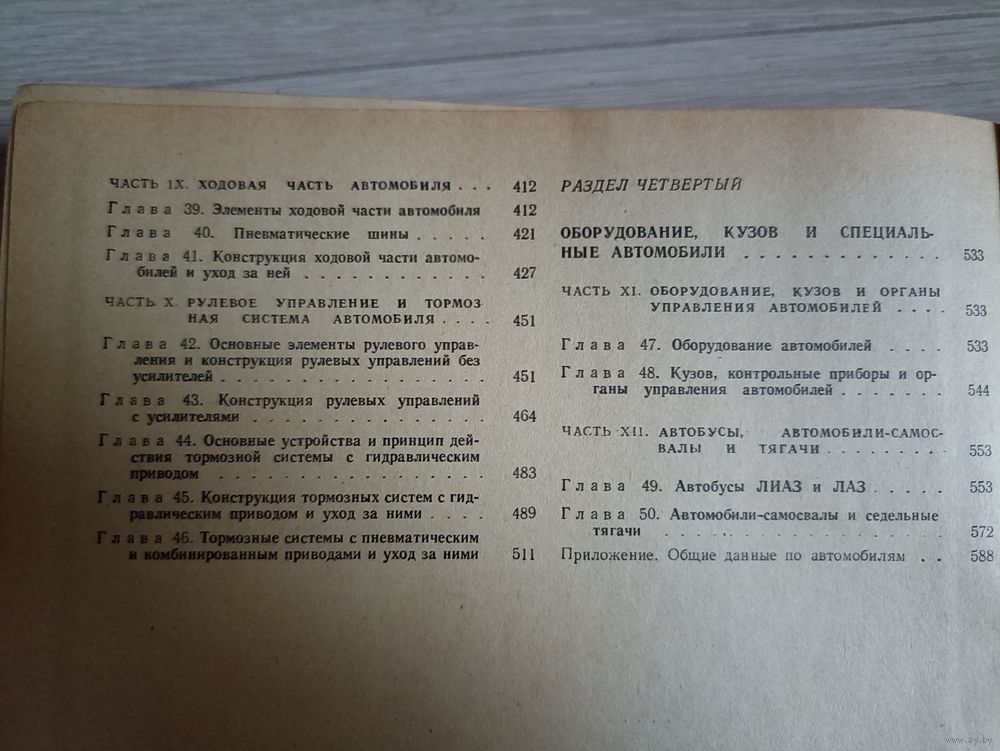 ЧАСТЬ IX. ХОДОВАЯ ЧАСТЬ АВТОМОБИЛЯ . . . 412
Глава 39. Элементы ходовой части автомобиля 412
Глава 40. Пневматические шины . . . . . 421
Глава 41. Конструкция ходовой части автомо-
билей и уход за ней . . . . . . . . . . . . 427
ЧАСТЬ X. РУЛЕВОЕ УПРАВЛЕНИЕ И ТОРМОЗ
НАЯ СИСТЕМА АВТОМОБИЛЯ . . . . 451
Глава 42. Основные элементы рулевого управ-
ления и конструкция рулевых управлений без
усилителей . . . . . . . . . . . . . . . . . 451
Глава 43. Конструкция рулевых управлений
с усилителями . . . . . . . . . . . . . . . 464
Глава 44. Основные устройства и принцип дей-
ствия тормозной системы с гидравлическим
приводом . . . . . . . . . . . . . . . . . 483
Глава 45. Конструкция тормозных систем с гид-
равлическим приводом и уход за ними . . . . 489
Глава 46. Тормозные системы с пневматическим
и комбинированным приводами и уход за ними 511
РАЗДЕЛ ЧЕТВЕРТЫЙ
ОБОРУДОВАНИЕ, КУЗОВ И СПЕЦИАЛЬ-
НЫЕ АВТОМОБИЛИ . . . . . . . . . . . . . 533
ЧАСТЬ XI. ОБОРУДОВАНИЕ, КУЗОВ И ОРГАНЫ
УПРАВЛЕНИЯ АВТОМОБИЛЕЙ . . . . 533
Глава 47. Оборудование автомобилей . . . . 533
Глава 48. Кузов, контрольные приборы и ор-
ганы управления автомобилей . . . . . . . 544
ЧАСТЬ XII. АВТОБУСЫ, АВТОМОБИЛИ-САМОС-
ВАЛЫ И ТЯГАЧИ . . . . . . . . . 553
Глава 49. Автобусы ЛИАЗ и ЛАЗ . . . . . 553
Глава 50. Автомобили-самосвалы и седельные
тягачи . . . . . . . . . . . . . . . . . . 572
Приложение. Общие данные по автомобилям . . 588
www.ay.by